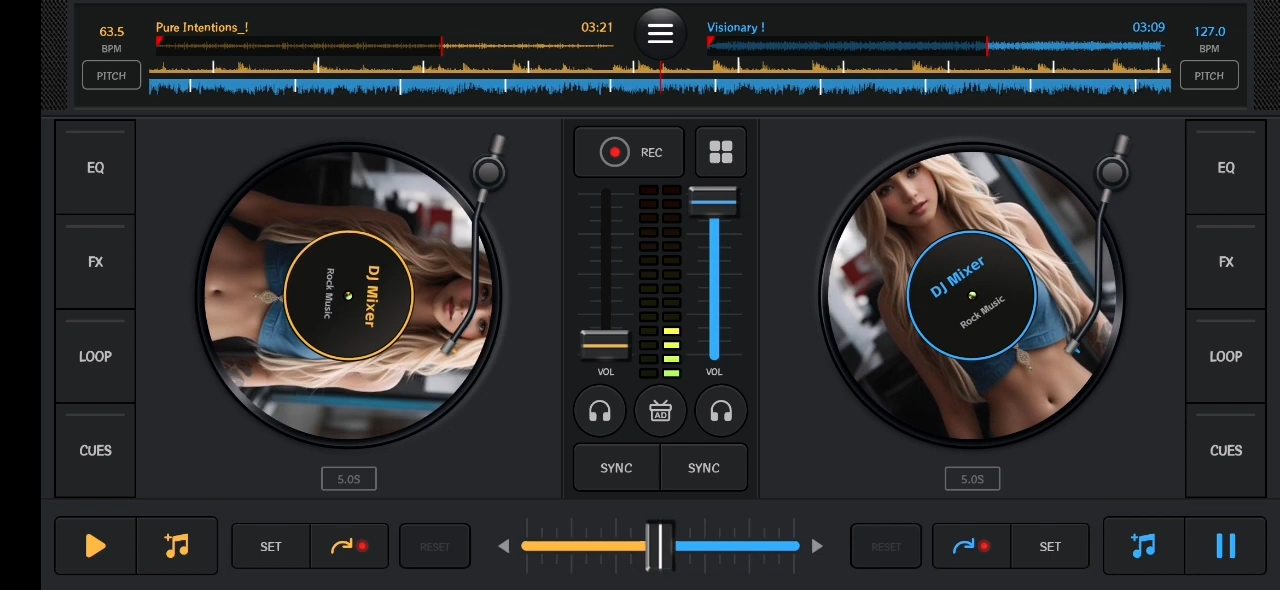 63.5
BPM
PITCH
Pure Intentions_!
03:21
Visionary !
03:09
127.0
BPM
PITCH
EQ
FX
LOOP
CUES
DJ Mixer
Rock Music
5.0S
REC
VOL
VOL
AD
SYNC
SYNC
DJ Mixer
Rock Music
5.0S
EQ
FX
LOOP
CUES
SET
RESET
RESET
SET